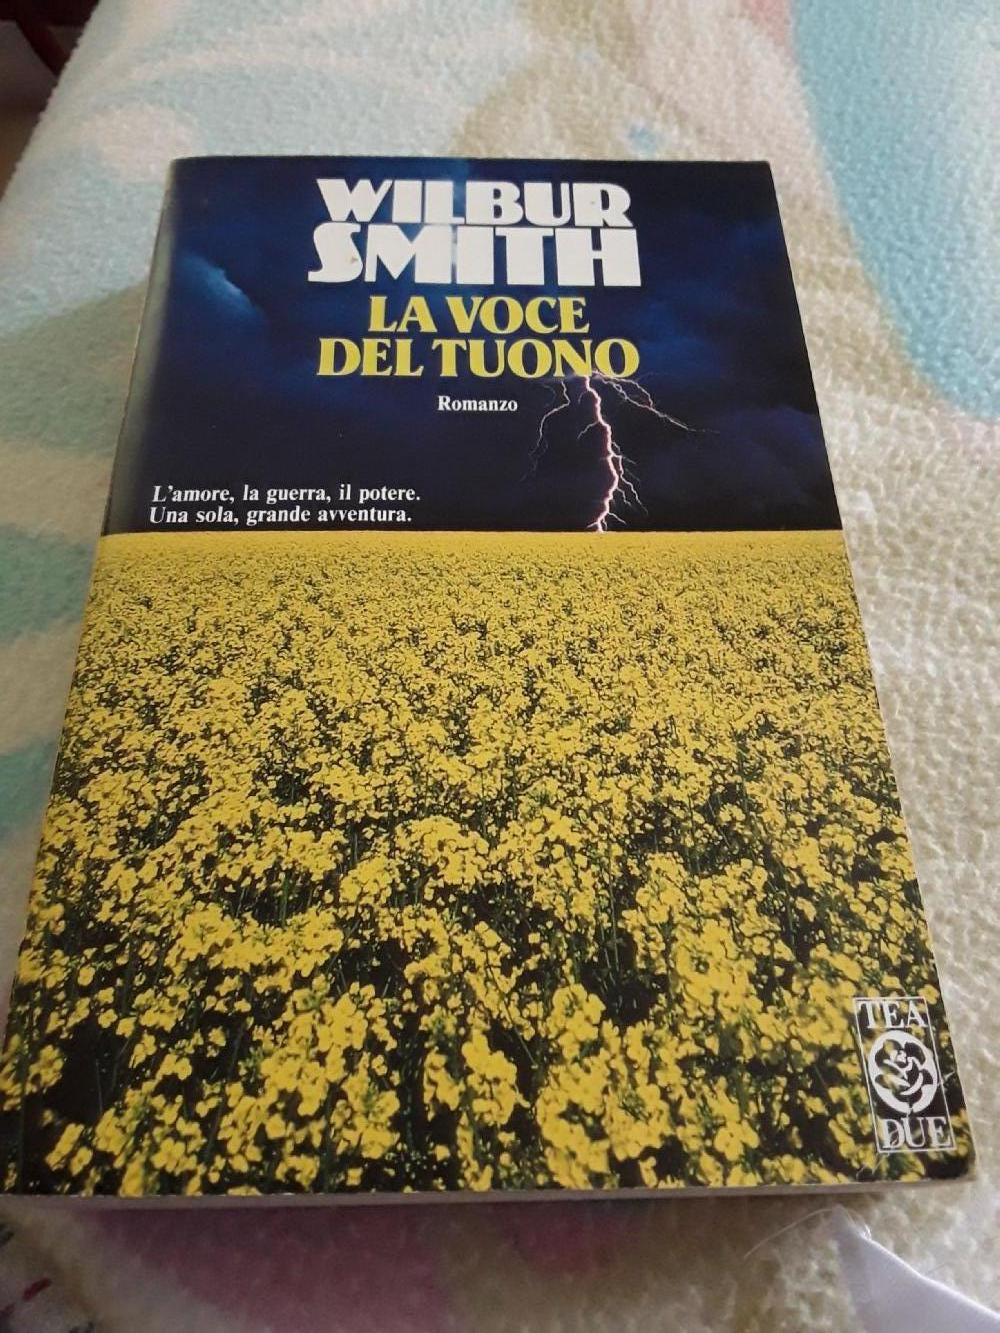 WILBUR
SMITH
LA VOCE
DEL TUONO
Romanzo
L'amore, la guerra, il potere.
Una sola, grande avventura.
TEA
DUE